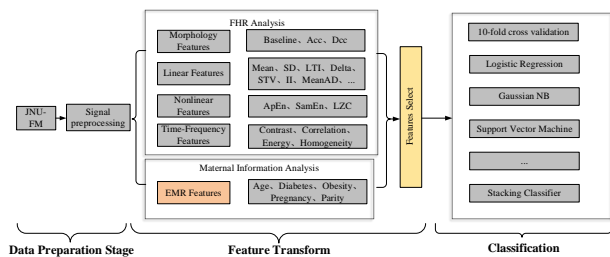 FHR Analysis
Morphology
Features
Baseline、Acc、Dcc
Linear Features
Mean、SD、LTI、Delta、
STV、II、MeanAD、...
Nonlinear
Features
ApEn、SamEn、LZC
Time-Frequency
Features
Contrast、Correlation、
Energy、Homogeneity
JNU-
FM
Signal
preprocessing
Maternal Information Analysis
EMR Features
Age、Diabetes、Obesity、
Pregnancy、Parity
Features Select
10-fold cross validation
Logistic Regression
Gaussian NB
Support Vector Machine
...
Stacking Classifier
Data Preparation Stage
Feature Transform
Classification